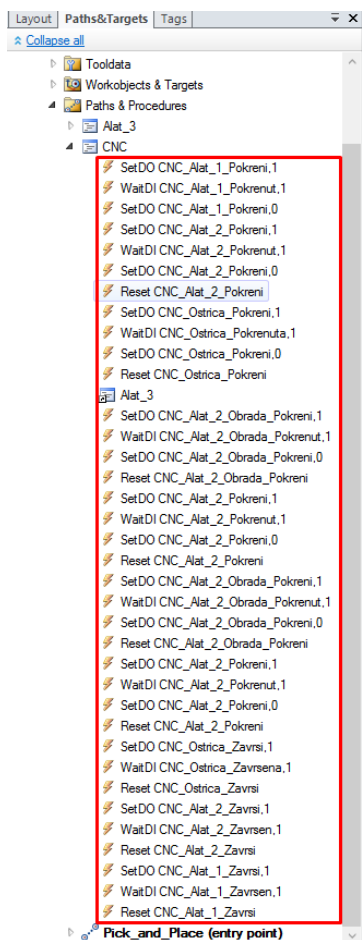 Layout Paths&Targets Tags
Collapse all
Tooldata
Workobjects & Targets
Paths & Procedures
Alat_3
CNC
SetDO CNC_Alat_1_Pokreni,1
WaitDI CNC_Alat_1_Pokrenut,1
SetDO CNC_Alat_1_Pokreni,0
SetDO CNC_Alat_2_Pokreni,1
WaitDI CNC_Alat_2_Pokrenut,1
SetDO CNC_Alat_2_Pokreni,0
Reset CNC_Alat_2_Pokreni
SetDO CNC_Ostrica_Pokreni,1
WaitDI CNC_Ostrica_Pokrenuta,1
SetDO CNC_Ostrica_Pokreni,0
Reset CNC_Ostrica_Pokreni
Alat_3
SetDO CNC_Alat_2_Obrada_Pokreni,1
WaitDI CNC_Alat_2_Obrada_Pokrenut,1
SetDO CNC_Alat_2_Obrada_Pokreni,0
Reset CNC_Alat_2_Obrada_Pokreni
SetDO CNC_Alat_2_Pokreni,1
WaitDI CNC_Alat_2_Pokrenut,1
SetDO CNC_Alat_2_Pokreni,0
Reset CNC_Alat_2_Pokreni
SetDO CNC_Alat_2_Obrada_Pokreni,1
WaitDI CNC_Alat_2_Obrada_Pokrenut,1
SetDO CNC_Alat_2_Obrada_Pokreni,0
Reset CNC_Alat_2_Obrada_Pokreni
SetDO CNC_Alat_2_Pokreni,1
WaitDI CNC_Alat_2_Pokrenut,1
SetDO CNC_Alat_2_Pokreni,0
Reset CNC_Alat_2_Pokreni
SetDO CNC_Ostrica_Zavrsi,1
WaitDI CNC_Ostrica_Zavrsena,1
Reset CNC_Ostrica_Zavrsi
SetDO CNC_Alat_2_Zavrsi,1
WaitDI CNC_Alat_2_Zavrsen,1
Reset CNC_Alat_2_Zavrsi
SetDO CNC_Alat_1_Zavrsi,1
WaitDI CNC_Alat_1_Zavrsen,1
Reset CNC_Alat_1_Zavrsi
Pick_and_Place (entry point)